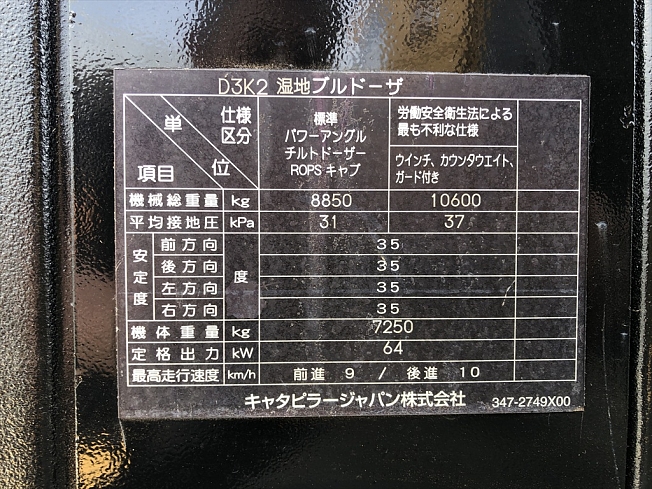 D3K2 湿地ブルドーザ
単 位 仕様 区分 項目
標準 パワーアングル チルトドーザー ROPS キャブ
労働安全衛生法による 最も不利な仕様
ウインチ、カウンタウエイト、 ガード付き
機械総重量 kg 8850 10600
平均接地圧 kPa 31 37
安定度 度
前方向 35
後方向 35
左方向 35
右方向 35
機体重量 kg 7250
定格出力 kW 64
最高走行速度 km/h 前進 9 / 後進 10
キャタピラージャパン株式会社 347-2749X00